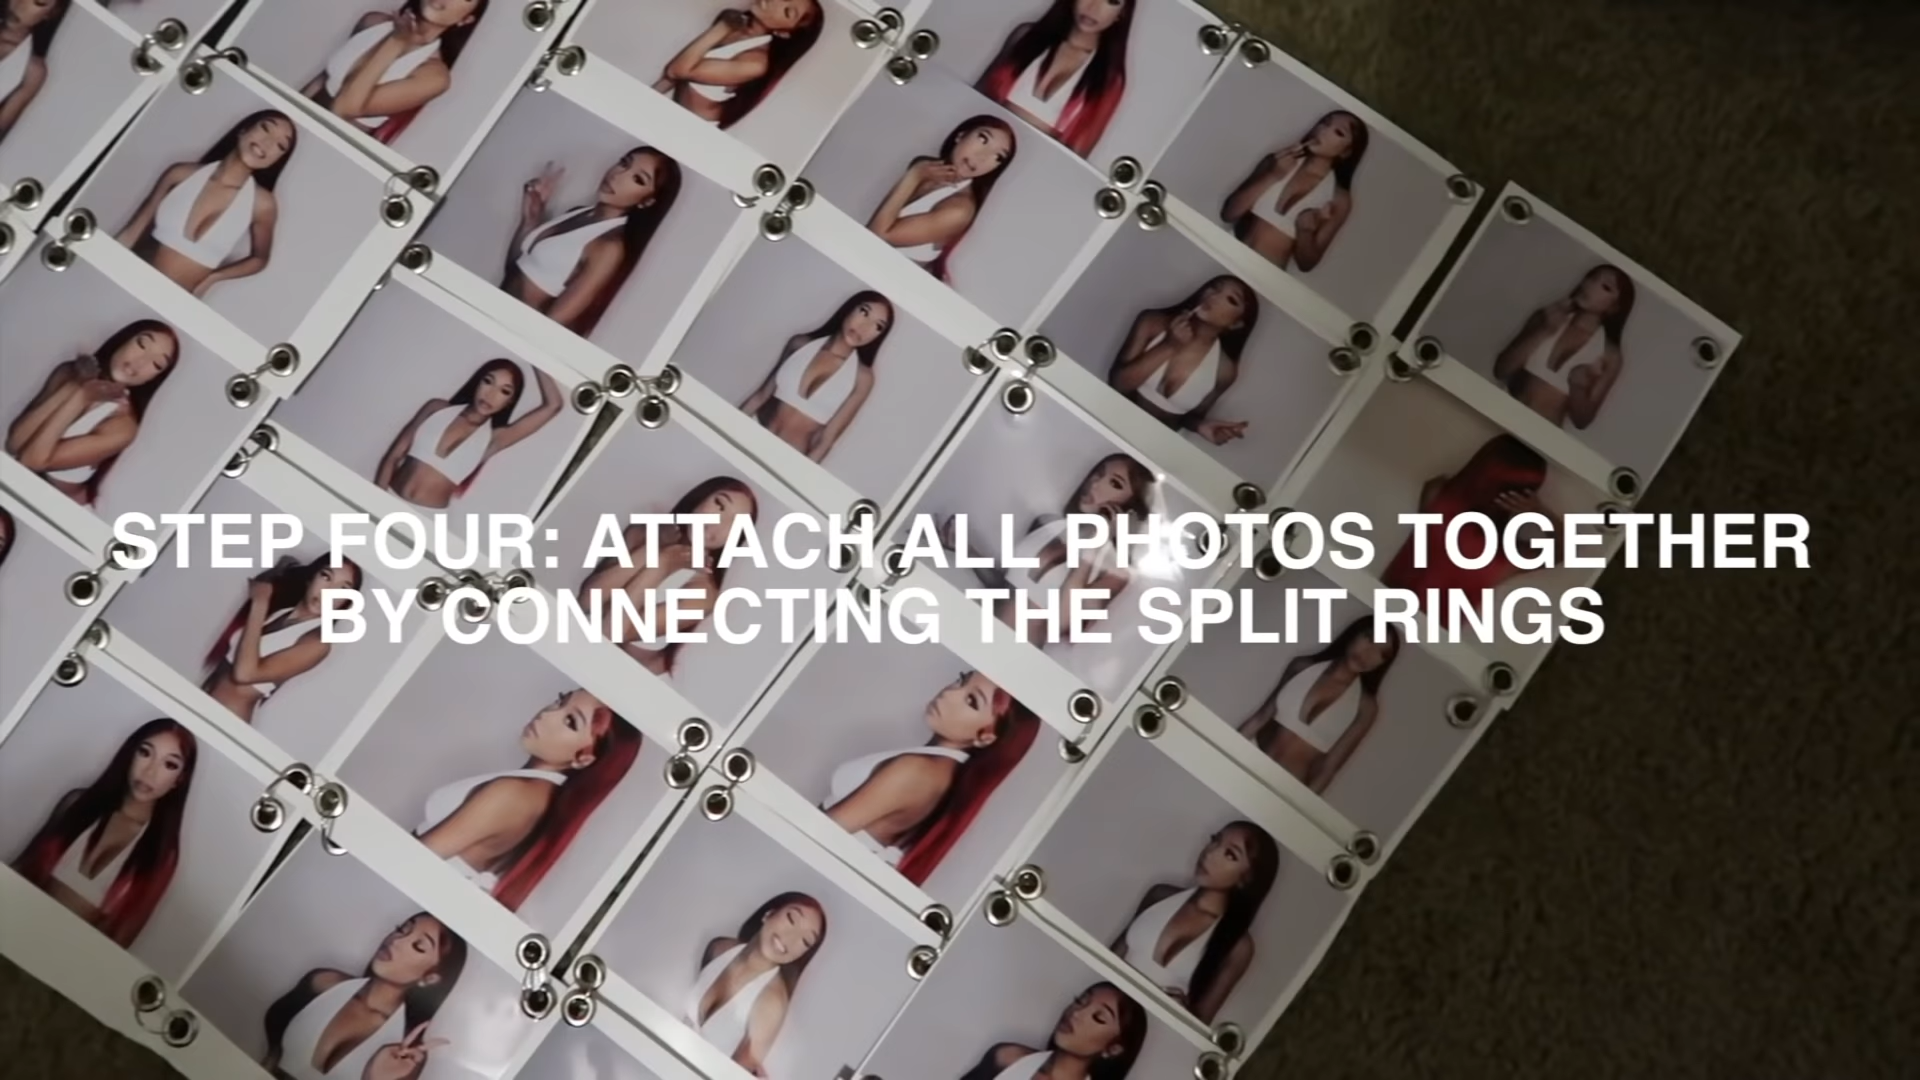 STEP FOUR: ATTACH ALL PHOTOS TOGETHER
BY CONNECTING THE SPLIT RINGS